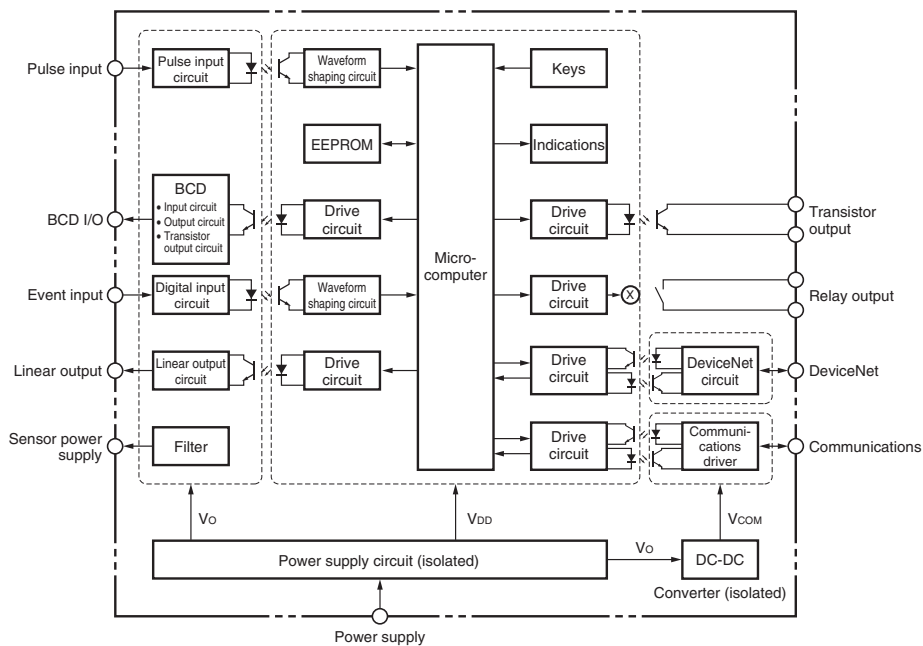 Pulse input
Pulse input
circuit
Waveform
shaping circuit
Keys
EEPROM
Indications
BCD I/O
BCD
• Input circuit
• Output circuit
• Transistor
output circuit
Drive
circuit
Micro-
computer
Drive
circuit
Transistor
output
Event input
Digital input
circuit
Waveform
shaping circuit
Drive
circuit
X
Relay output
Linear output
Linear output
circuit
Drive
circuit
Drive
circuit
DeviceNet
circuit
DeviceNet
Sensor power
supply
Filter
Drive
circuit
Communi-
cations
driver
Communications
VO
VDD
VCOM
Power supply circuit (isolated)
VO
DC-DC
Converter (isolated)
Power supply